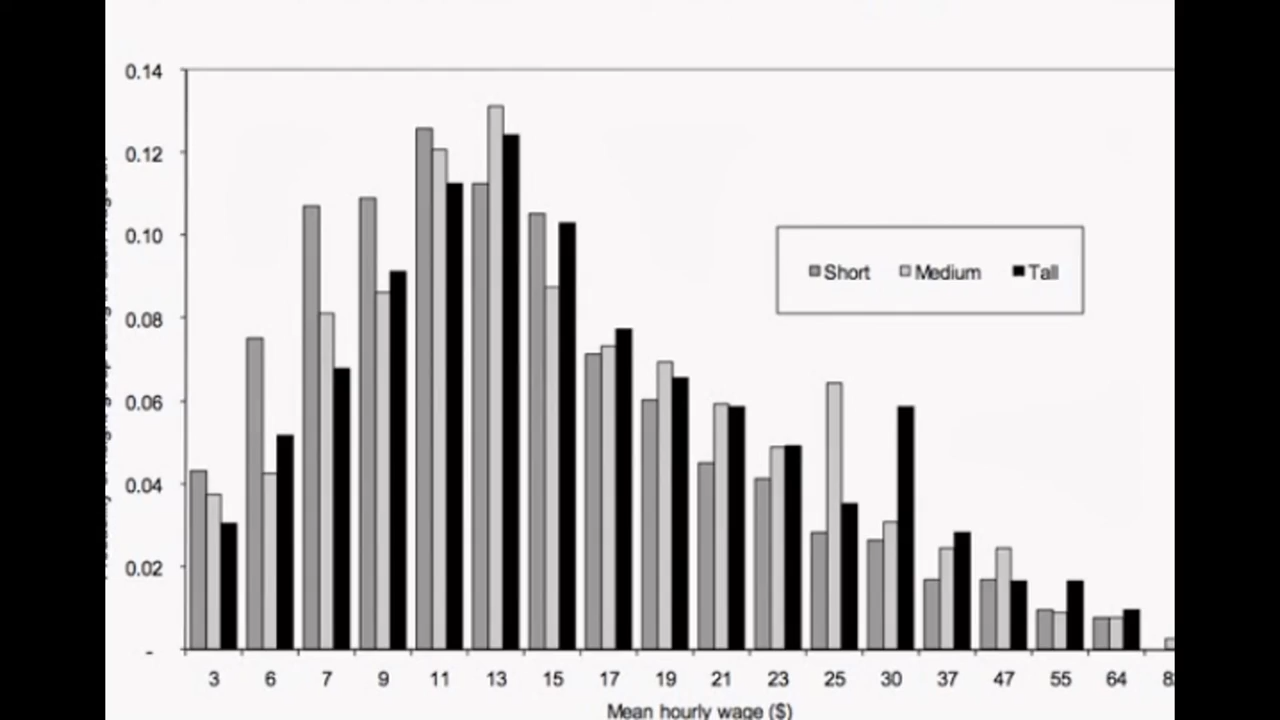 0.14
0.12
0.10
0.08
0.06
0.04
0.02
-
Short Medium Tall
3 6 7 9 11 13 15 17 19 21 23 25 30 37 47 55 64
Mean hourly wage ($)